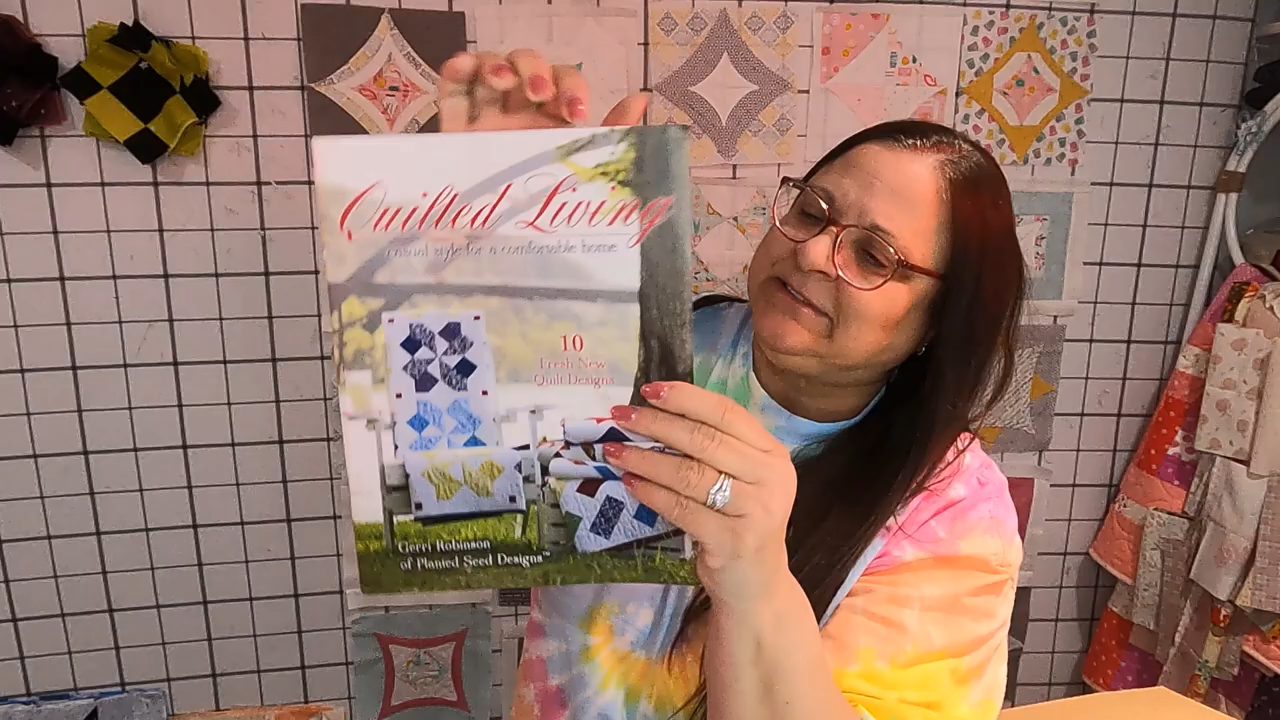 Quilted Living
casual style for a comfortable home
10
Fresh New
Quilt Designs
Gerri Robinson
of Planted Seed Designs™